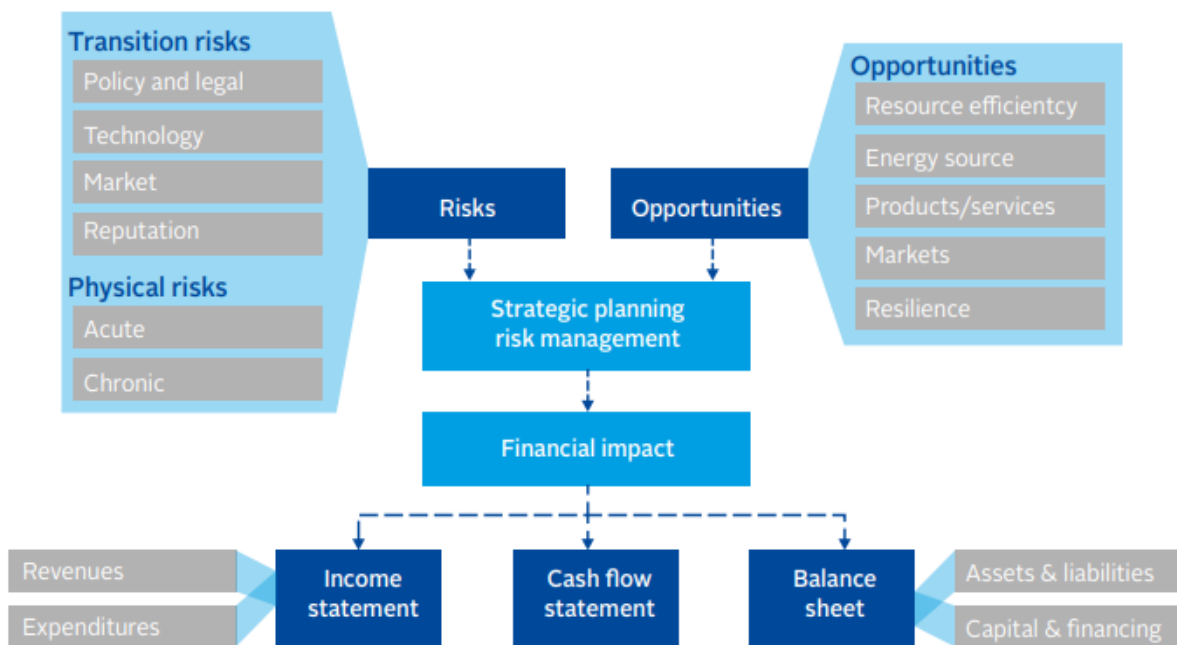 Transition risks
Policy and legal
Technology
Market
Reputation
Physical risks
Acute
Chronic
Risks
Opportunities
Opportunities
Resource efficientcy
Energy source
Products/services
Markets
Resilience
Strategic planning
risk management
Financial impact
Revenues
Expenditures
Income
statement
Cash flow
statement
Balance
sheet
Assets & liabilities
Capital & financing